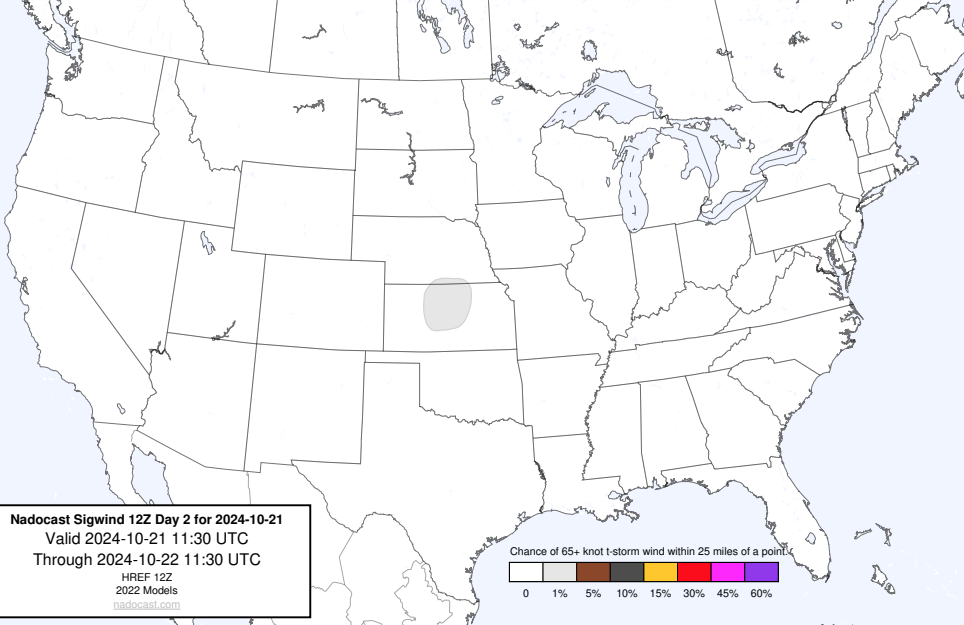 Nadocast Sigwind 12Z Day 2 for 2024-10-21
Valid 2024-10-21 11:30 UTC
Through 2024-10-22 11:30 UTC
HREF 12Z
2022 Models
nadocast.com
Chance of 65+ knot t-storm wind within 25 miles of a point.
0 1% 5% 10% 15% 30% 45% 60%